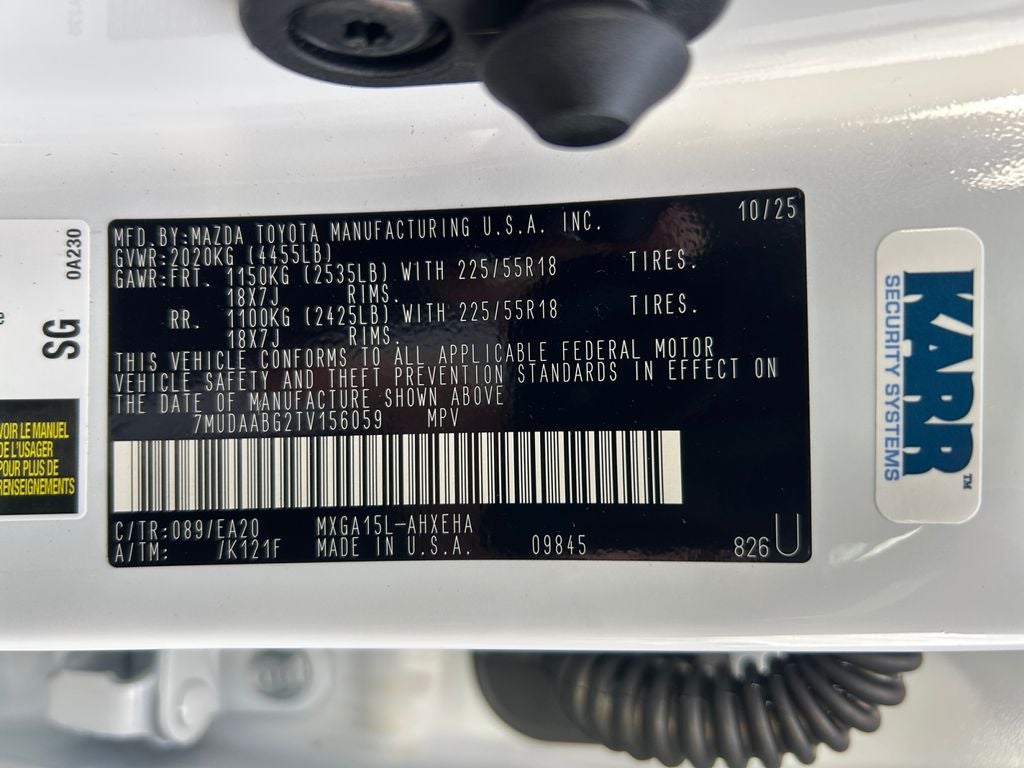 MFD.BY:MAZDA TOYOTA MANUFACTURING U.S.A. INC. 10/25
GVWR:2020KG (4455LB)
GAWR:FRT. 1150KG (2535LB) WITH 225/55R18 TIRES.
18X7J RIMS.
RR. 1100KG (2425LB) WITH 225/55R18 TIRES.
18X7J RIMS.
THIS VEHICLE CONFORMS TO ALL APPLICABLE FEDERAL MOTOR
VEHICLE SAFETY AND THEFT PREVENTION STANDARDS IN EFFECT ON
THE DATE OF MANUFACTURE SHOWN ABOVE
7MUDAABG2TV156059 MPV
C/TR:089/EA20 MXGA15L-AHXEHA
A/TM: /K121F MADE IN U.S.A. 09845 826 U
0A230
SG
VOIR LE MANUEL
DE L'USAGER
POUR PLUS DE
RENSEIGNEMENTS
KARR™
SECURITY SYSTEMS